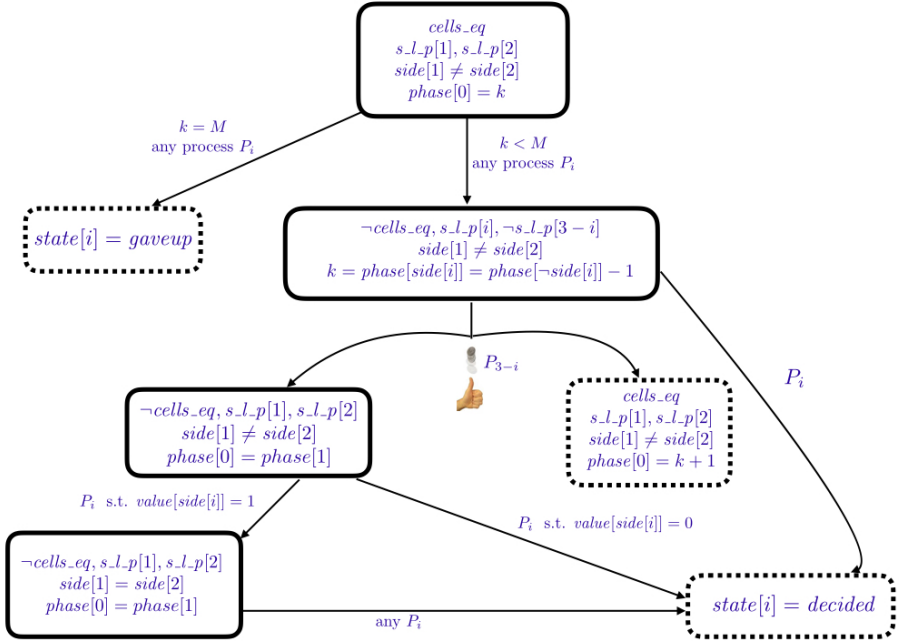 cells_eq
s_l_p[1], s_l_p[2]
side[1] ≠ side[2]
phase[0] = k
k = M
any process P_i
k < M
any process P_i
state[i] = gaveup
¬cells_eq, s_l_p[i], ¬s_l_p[3 − i]
side[1] ≠ side[2]
k = phase[side[i]] = phase[¬side[i]] − 1
P_{3−i}
P_i
¬cells_eq, s_l_p[1], s_l_p[2]
side[1] ≠ side[2]
phase[0] = phase[1]
cells_eq
s_l_p[1], s_l_p[2]
side[1] ≠ side[2]
phase[0] = k + 1
P_i s.t. value[side[i]] = 1
P_i s.t. value[side[i]] = 0
¬cells_eq, s_l_p[1], s_l_p[2]
side[1] = side[2]
phase[0] = phase[1]
any P_i
state[i] = decided